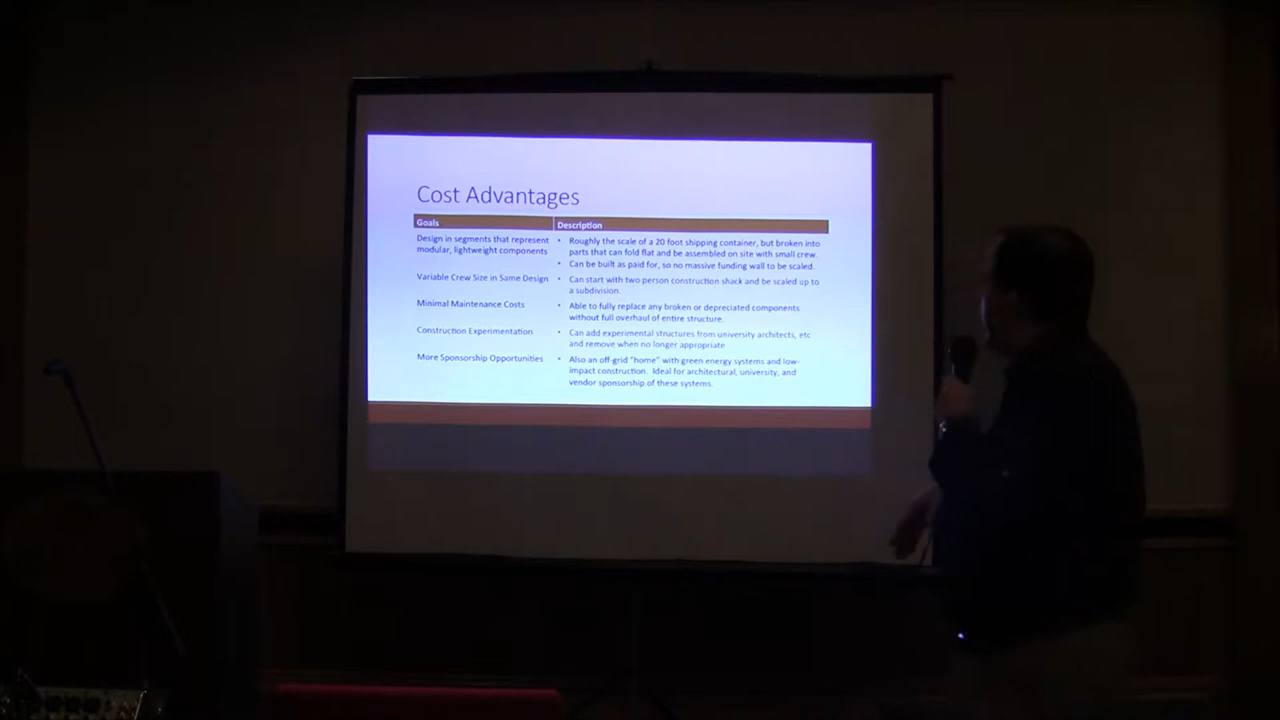 Cost Advantages
Goals
Description
Design in segments that represent
modular, lightweight components
• Roughly the scale of a 20 foot shipping container, but broken into
parts that can fold flat and be assembled on site with small crew.
• Can be built as paid for, so no massive funding wall to be scaled.
Variable Crew Size in Same Design
• Can start with two person construction shack and be scaled up to
a subdivision.
Minimal Maintenance Costs
• Able to fully replace any broken or depreciated components
without full overhaul of entire structure.
Construction Experimentation
• Can add experimental structures from university architects, etc
and remove when no longer appropriate
More Sponsorship Opportunities
• Also an off-grid "home" with green energy systems and low-
impact construction. Ideal for architectural, university, and
vendor sponsorship of these systems.